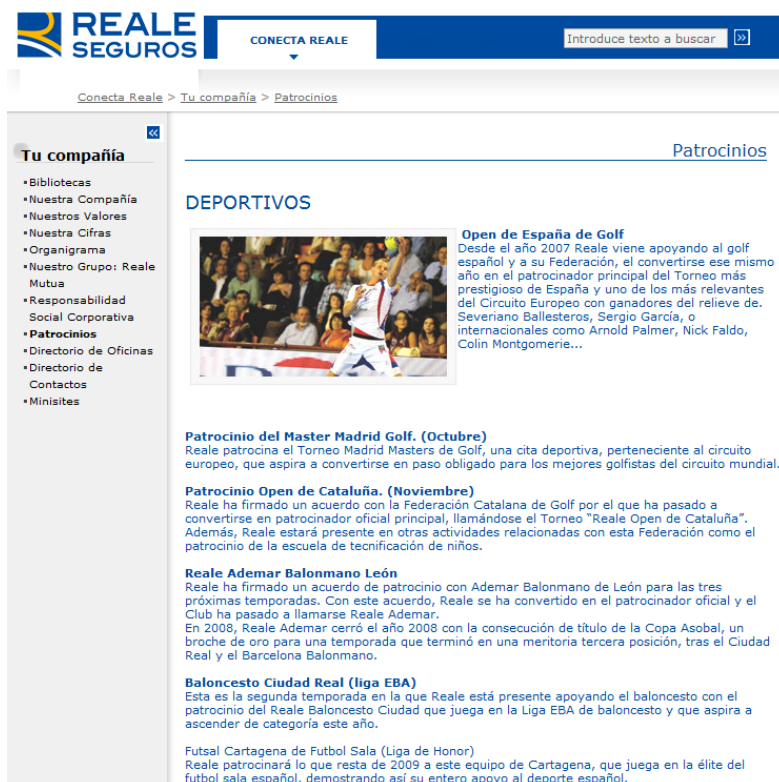 REALE
SEGUROS
CONECTA REALE
Introduce texto a buscar
Conecta Reale > Tu compañía > Patrocinios
Tu compañía
Bibliotecas
Nuestra Compañía
Nuestros Valores
Nuestra Cifras
Organigrama
Nuestro Grupo: Reale
Mutua
Responsabilidad
Social Corporativa
Patrocinios
Directorio de Oficinas
Directorio de
Contactos
Minisites
Patrocinios
DEPORTIVOS
Open de España de Golf
Desde el año 2007 Reale viene apoyando al golf
español y a su Federación, el convertirse ese mismo
año en el patrocinador principal del Torneo más
prestigioso de España y uno de los más relevantes
del Circuito Europeo con ganadores del relieve de.
Severiano Ballesteros, Sergio García, o
internacionales como Arnold Palmer, Nick Faldo,
Colin Montgomerie...
Patrocinio del Master Madrid Golf. (Octubre)
Reale patrocina el Torneo Madrid Masters de Golf, una cita deportiva, perteneciente al circuito
europeo, que aspira a convertirse en paso obligado para los mejores golfistas del circuito mundial.
Patrocinio Open de Cataluña. (Noviembre)
Reale ha firmado un acuerdo con la Federación Catalana de Golf por el que ha pasado a
convertirse en patrocinador oficial principal, llamándose el Torneo “Reale Open de Cataluña”.
Además, Reale estará presente en otras actividades relacionadas con esta Federación como el
patrocinio de la escuela de tecnificación de niños.
Reale Ademar Balonmano León
Reale ha firmado un acuerdo de patrocinio con Ademar Balonmano de León para las tres
próximas temporadas. Con este acuerdo, Reale se ha convertido en el patrocinador oficial y el
Club ha pasado a llamarse Reale Ademar.
En 2008, Reale Ademar cerró el año 2008 con la consecución de título de la Copa Asobal, un
broche de oro para una temporada que terminó en una meritoria tercera posición, tras el Ciudad
Real y el Barcelona Balonmano.
Baloncesto Ciudad Real (liga EBA)
Esta es la segunda temporada en la que Reale está presente apoyando el baloncesto con el
patrocinio del Reale Baloncesto Ciudad que juega en la Liga EBA de baloncesto y que aspira a
ascender de categoría este año.
Futsal Cartagena de Futbol Sala (Liga de Honor)
Reale patrocinará lo que resta de 2009 a este equipo de Cartagena, que juega en la élite del
futbol sala español, demostrando así su entero apoyo al deporte español.